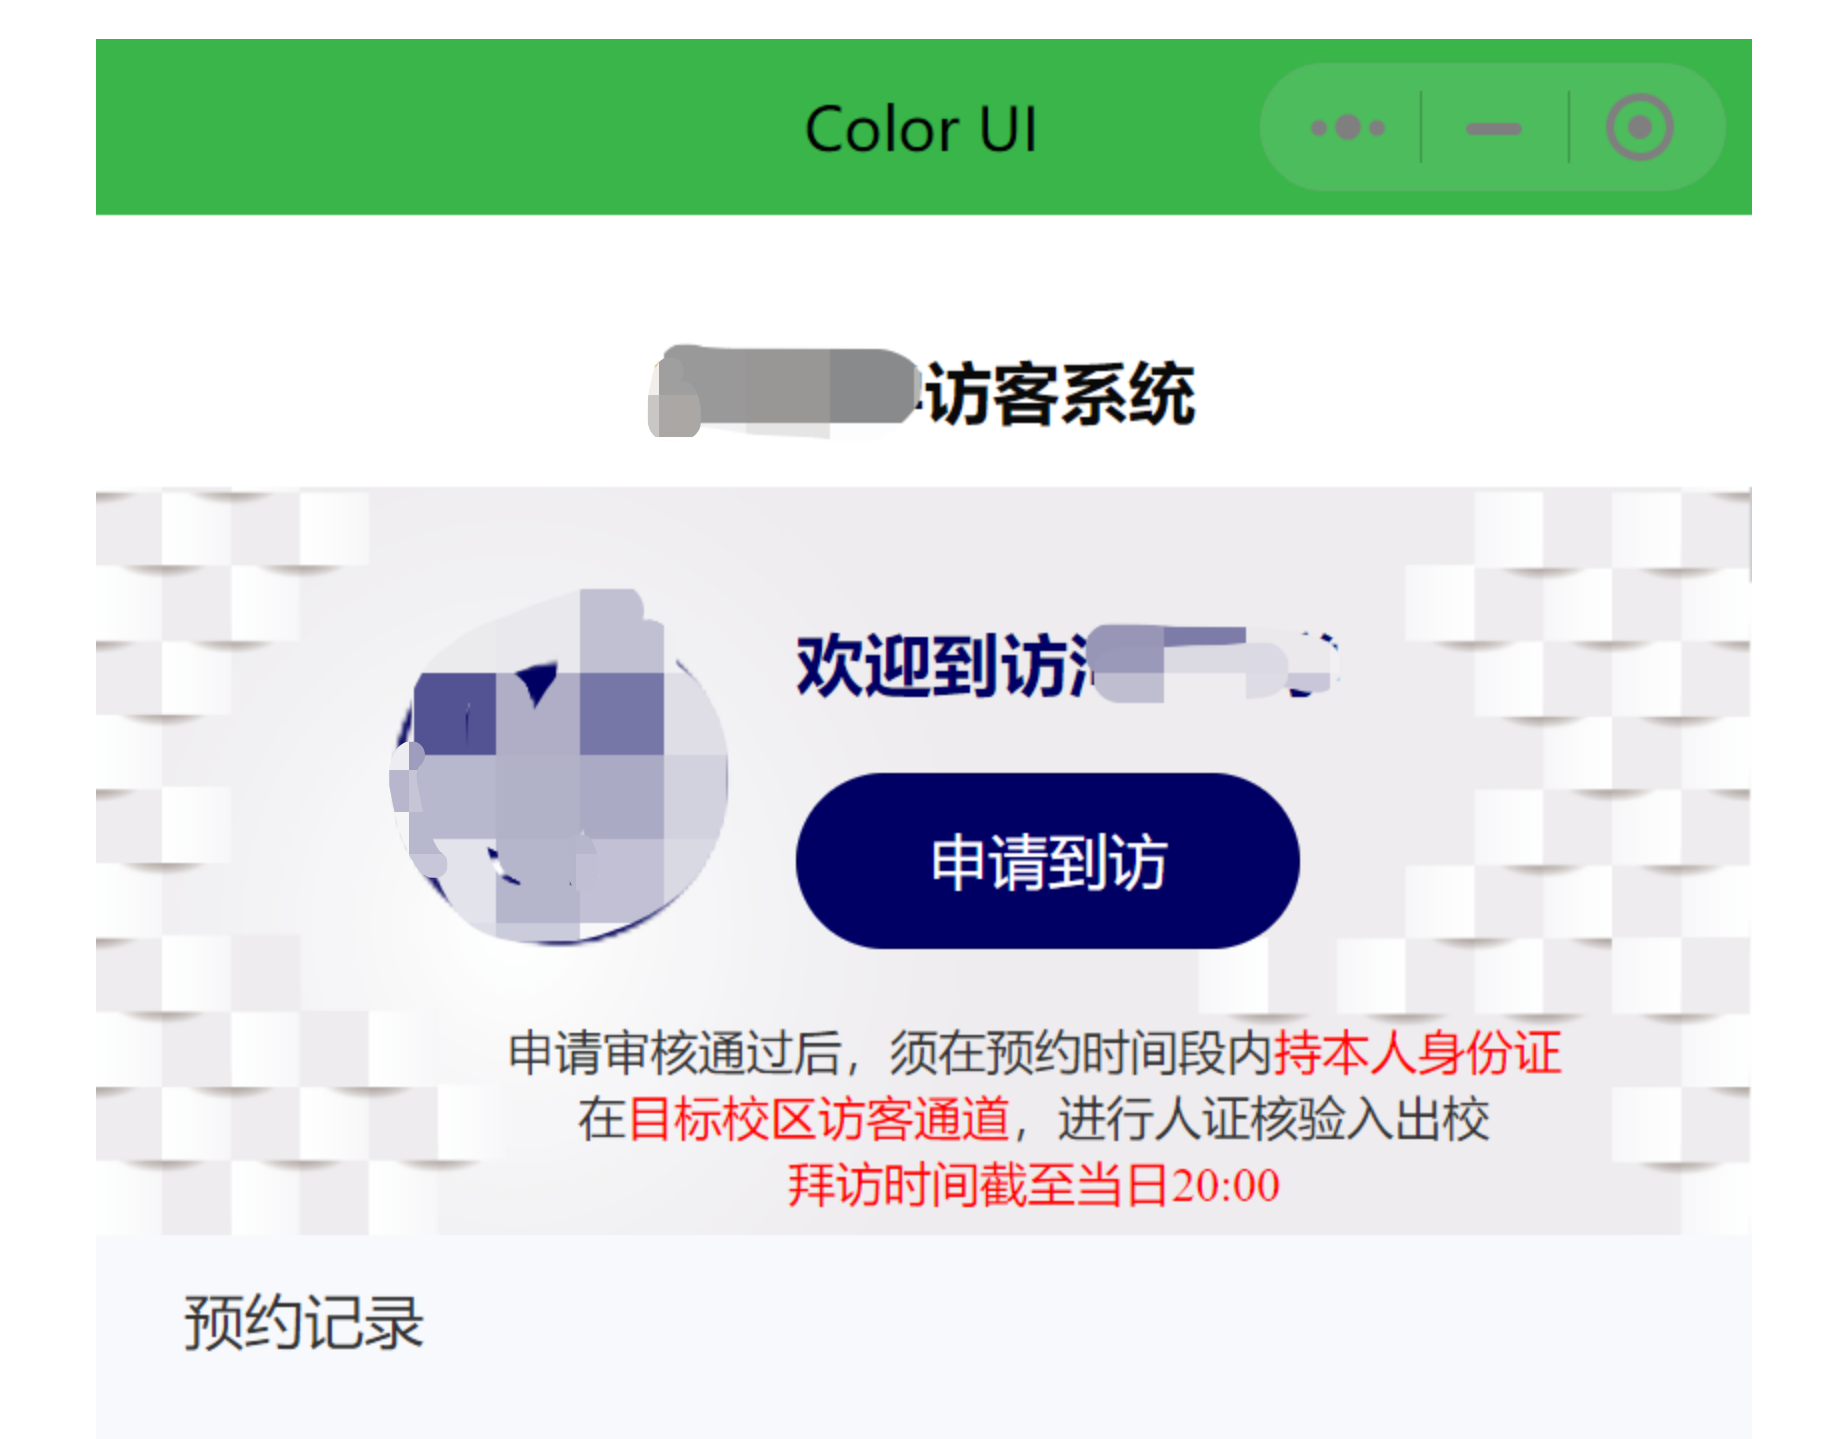 Color UI
访客系统
欢迎到访
申请到访
申请审核通过后，须在预约时间段内持本人身份证
在目标校区访客通道，进行人证核验入出校
拜访时间截至当日20:00
预约记录